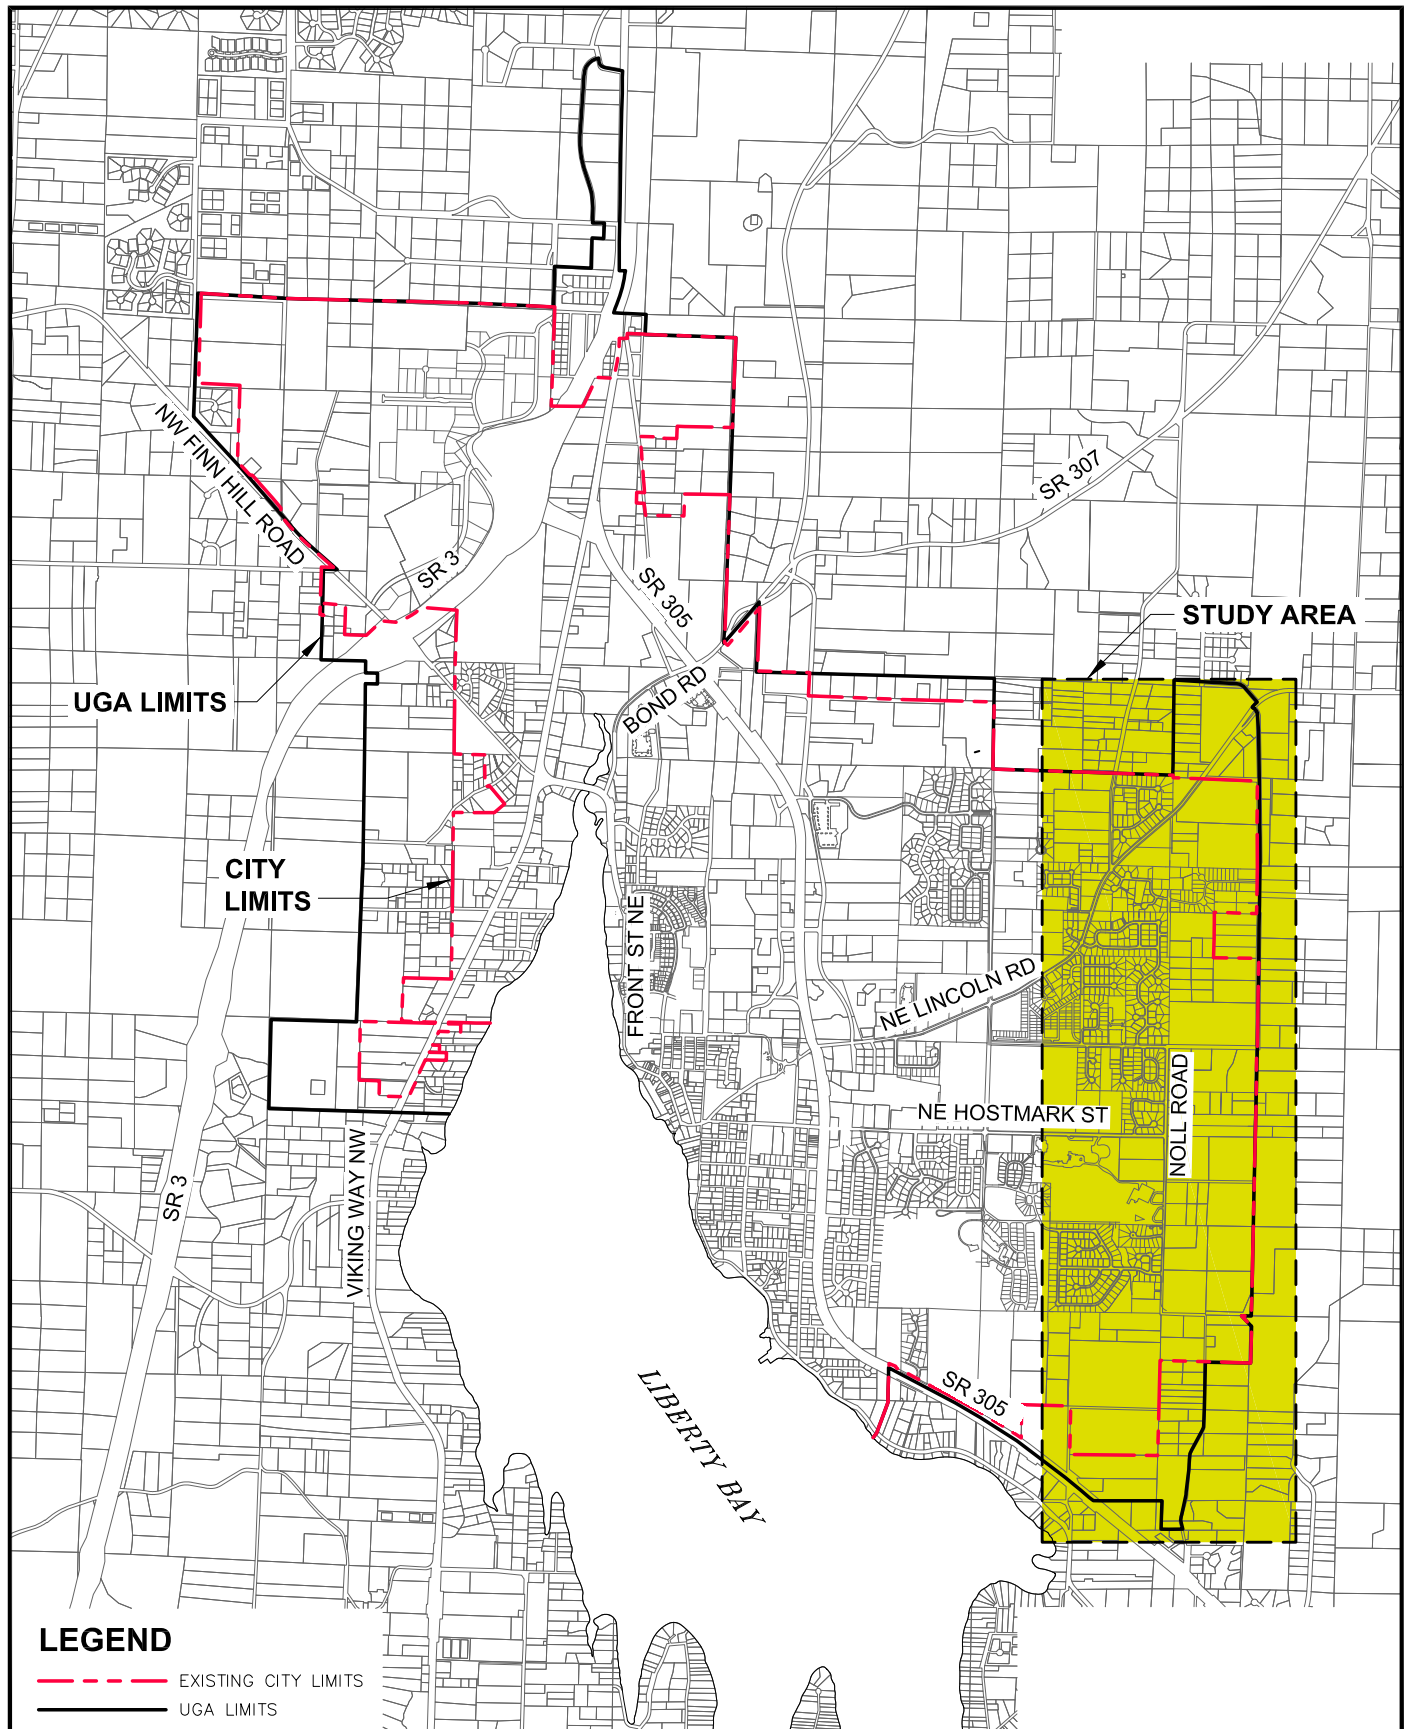 SR 307
NW FINN HILL ROAD
SR 3
SR 305
STUDY AREA
UGA LIMITS
BOND RD
CITY
LIMITS
FRONT ST NE
NE LINCOLN RD
NOLL ROAD
NE HOSTMARK ST
SR 3
VIKING WAY NW
LIBERTY BAY
SR 305
LEGEND
EXISTING CITY LIMITS
UGA LIMITS